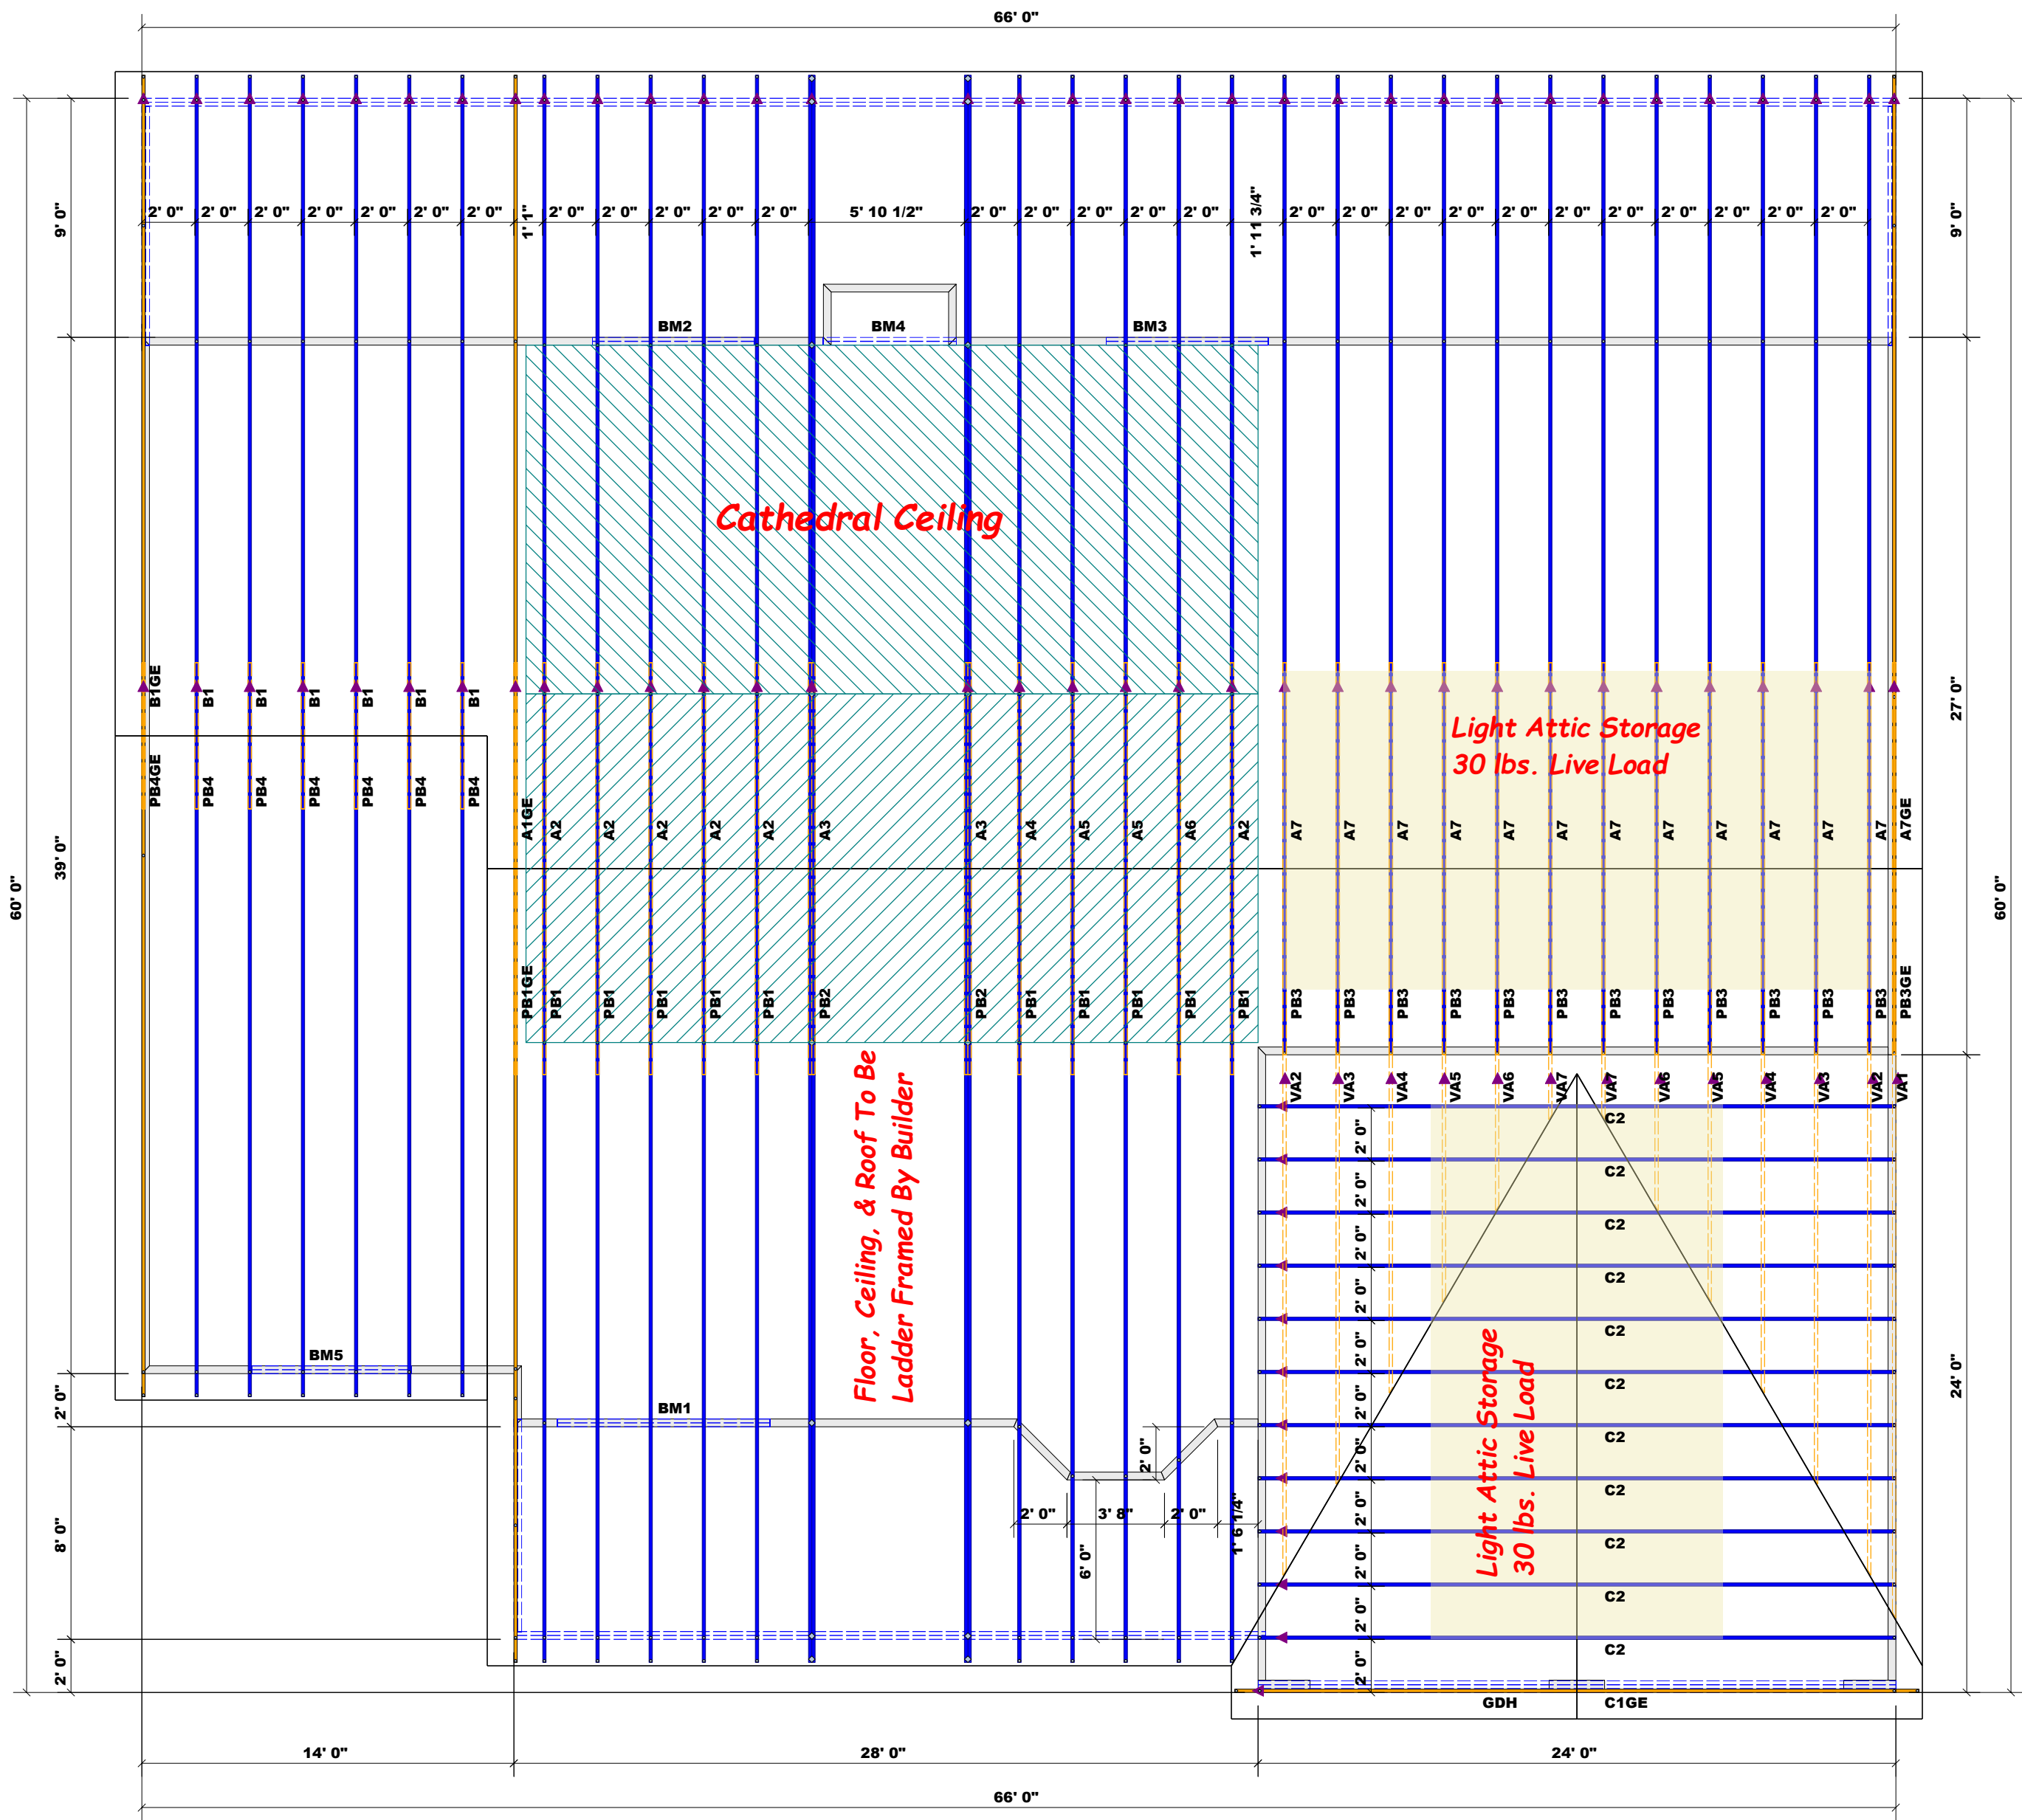 66' 0"
2' 0" 2' 0" 2' 0" 2' 0" 2' 0" 2' 0" 2' 0" 1' 1" 2' 0" 2' 0" 2' 0" 2' 0" 2' 0" 5' 10 1/2" 2' 0" 2' 0" 2' 0" 2' 0" 2' 0" 1' 11 3/4" 2' 0" 2' 0" 2' 0" 2' 0" 2' 0" 2' 0" 2' 0" 2' 0" 2' 0" 2' 0" 2' 0"
9' 0"
9' 0"
BM2 BM4 BM3
Cathedral Ceiling
B1GE B1 B1 B1 B1 B1 B1
27' 0"
Light Attic Storage
30 lbs. Live Load
PB4GE PB4 PB4 PB4 PB4 PB4 PB4
39' 0"
A1GE A2 A2 A2 A2 A2 A3 A3 A4 A5 A5 A6 A2 A7 A7 A7 A7 A7 A7 A7 A7 A7 A7 A7 A7 A7GE
60' 0"
60' 0"
PB1GE PB1 PB1 PB1 PB1 PB1 PB2 PB2 PB1 PB1 PB1 PB1 PB1 PB3 PB3 PB3 PB3 PB3 PB3 PB3 PB3 PB3 PB3 PB3 PB3 PB3GE
Floor, Ceiling, & Roof To Be
Ladder Framed By Builder
VA2 VA3 VA4 VA5 VA6 VA7 VA7 VA6 VA5 VA4 VA3 VA2 VA1
C2
2' 0"
C2
2' 0"
C2
2' 0"
C2
2' 0"
C2
2' 0"
C2
2' 0"
C2
2' 0"
C2
2' 0"
C2
2' 0"
C2
2' 0"
C2
2' 0"
24' 0"
Light Attic Storage
30 lbs. Live Load
BM5
2' 0"
BM1
2' 0"
2' 0" 3' 8" 2' 0" 1' 6 1/4"
8' 0"
6' 0"
2' 0"
GDH C1GE
14' 0" 28' 0" 24' 0"
66' 0"